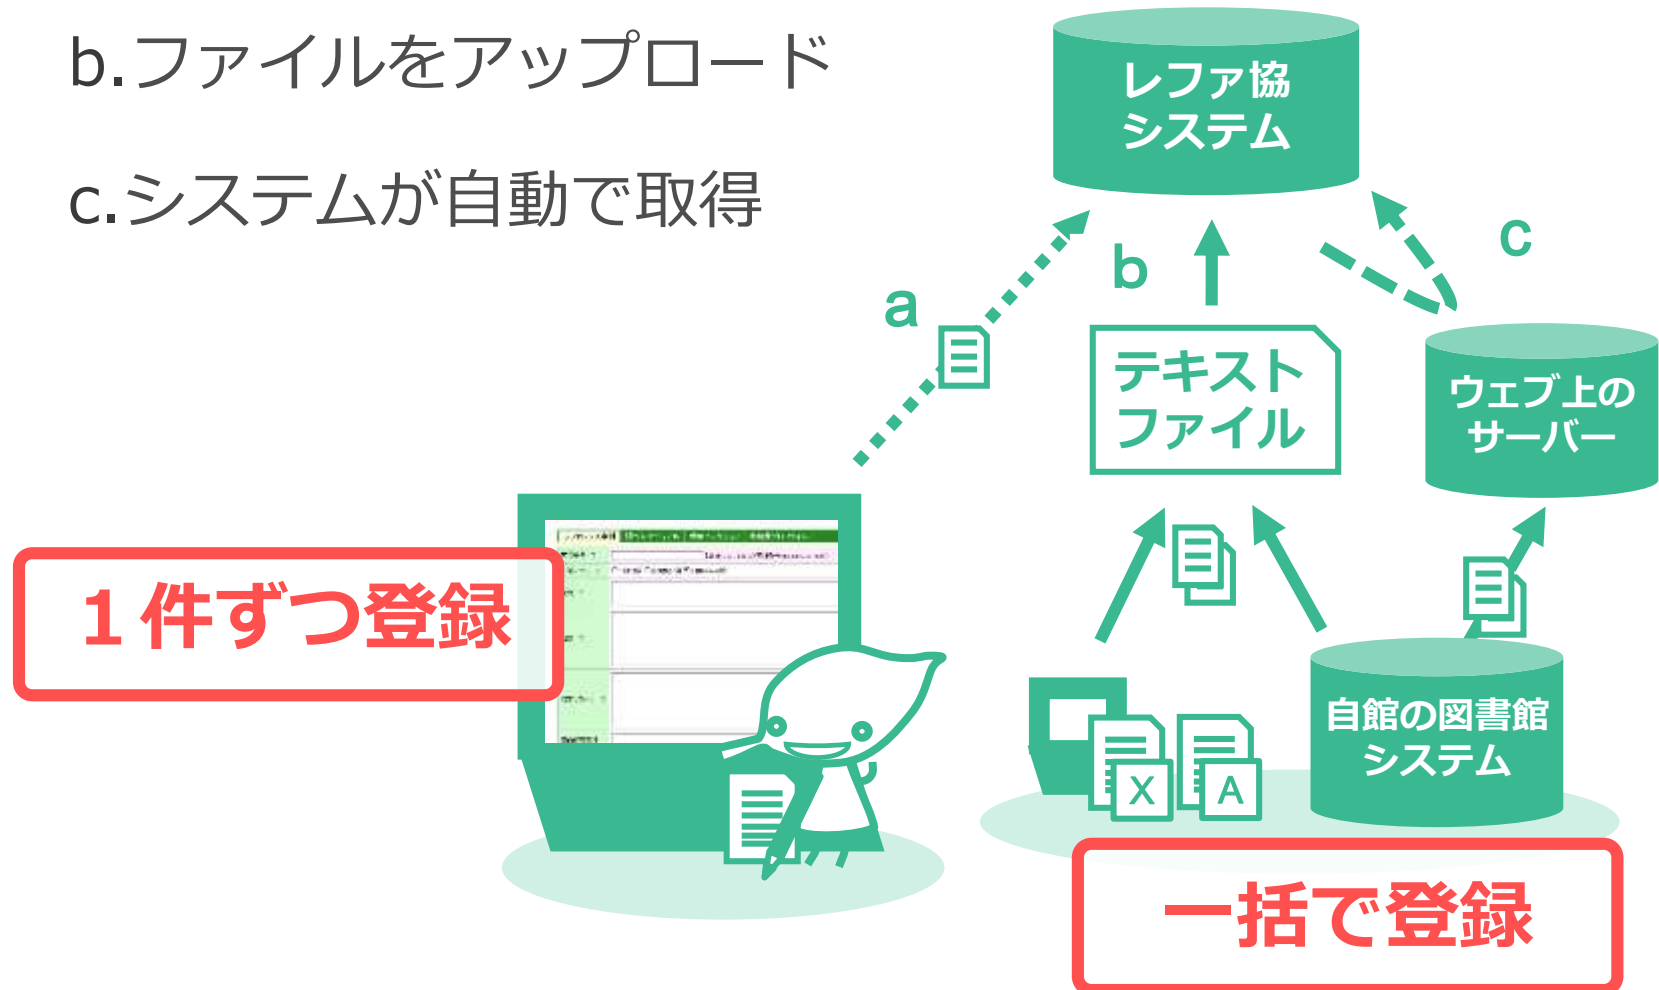 b.ファイルをアップロード
c.システムが自動で取得
レファ協
システム
a
b
c
テキスト
ファイル
ウェブ上の
サーバー
１件ずつ登録
自館の図書館
システム
X
A
一括で登録